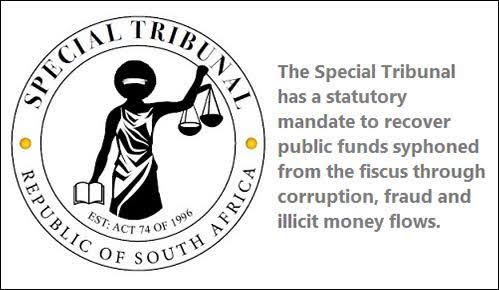 SPECIAL TRIBUNAL
EST: ACT 74 OF 1996
REPUBLIC OF SOUTH AFRICA
The Special Tribunal
has a statutory
mandate to recover
public funds syphoned
from the fiscus through
corruption, fraud and
illicit money flows.